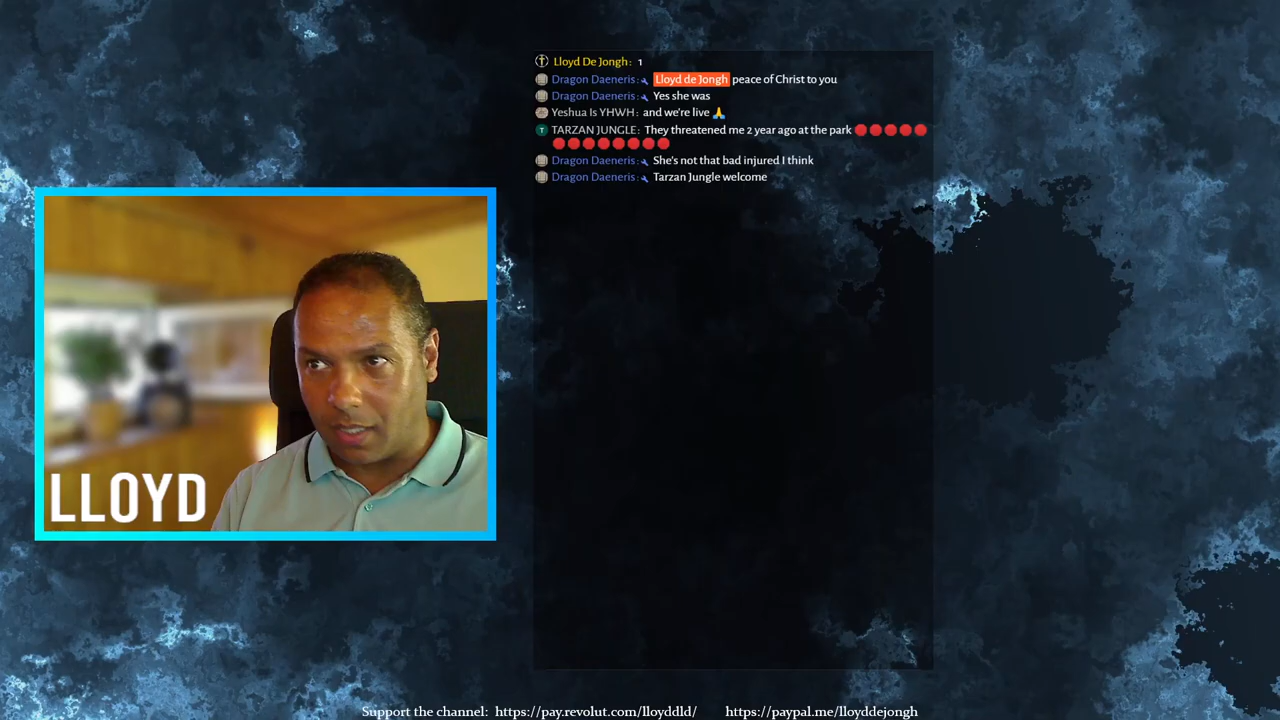 Lloyd De Jongh: 1
Dragon Daeneris: Lloyd de Jongh peace of Christ to you
Dragon Daeneris: Yes she was
Yeshua Is YHWH: and we're live 🙏
T TARZAN JUNGLE: They threatened me 2 year ago at the park 🔴🔴🔴🔴🔴
🔴🔴🔴🔴🔴🔴🔴🔴
Dragon Daeneris: She's not that bad injured I think
Dragon Daeneris: Tarzan Jungle welcome
LLOYD
Support the channel: https://pay.revolut.com/lloyddld/ https://paypal.me/lloyddejongh